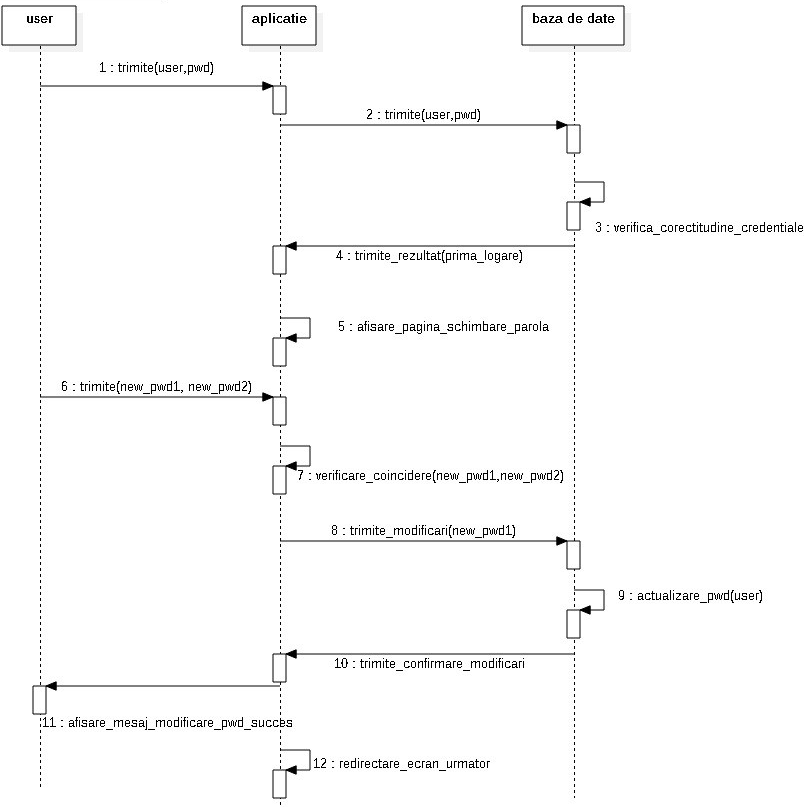 user
aplicatie
baza de date
1 : trimite(user,pwd)
2 : trimite(user,pwd)
3 : verifica_corectitudine_credentiale
4 : trimite_rezultat(prima_logare)
5 : afisare_pagina_schimbare_parola
6 : trimite(new_pwd1, new_pwd2)
7 : verificare_coincidere(new_pwd1,new_pwd2)
8 : trimite_modificari(new_pwd1)
9 : actualizare_pwd(user)
10 : trimite_confirmare_modificari
11 : afisare_mesaj_modificare_pwd_succes
12 : redirectare_ecran_urmator